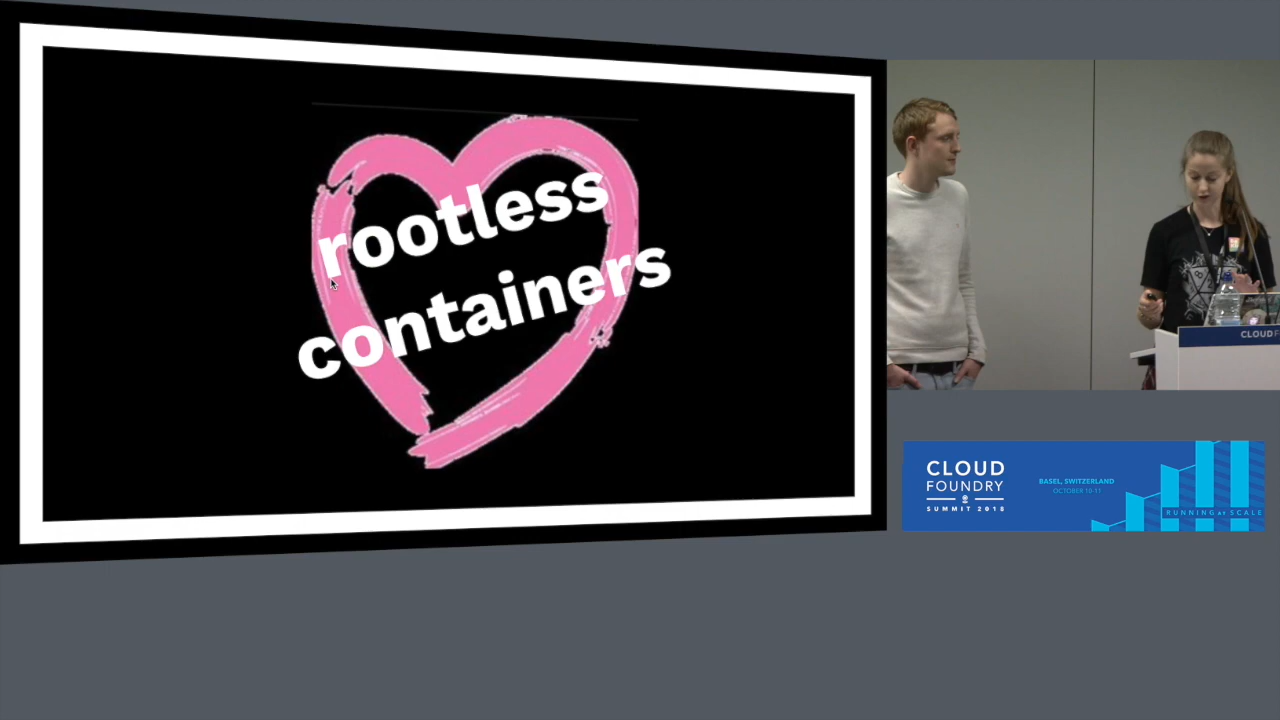 rootless
containers
CLOUD
CLOUD
FOUNDRY
SUMMIT 2018
BASEL, SWITZERLAND
OCTOBER 10-11
RUNNING AT SCALE